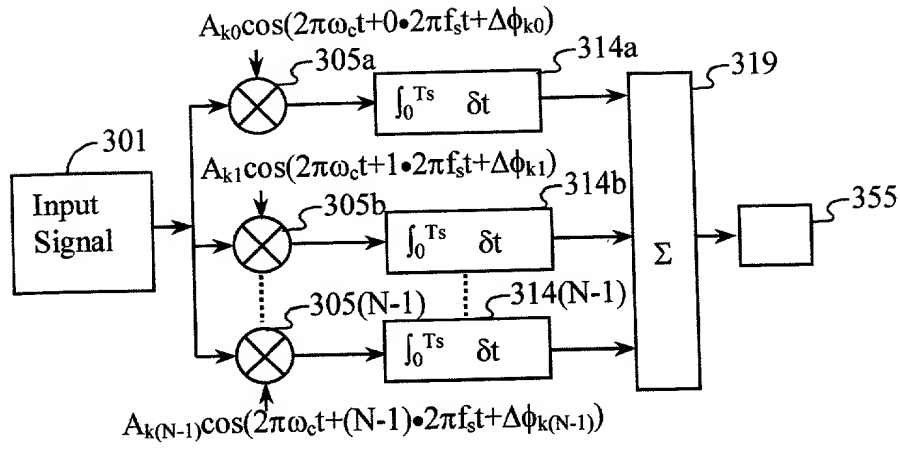 A_k0cos(2πω_ct+0•2πf_st+Δϕ_k0)
305a
314a
319
∫_0^Ts δt
301
A_k1cos(2πω_ct+1•2πf_st+Δϕ_k1)
305b
314b
355
Input
Signal
∫_0^Ts δt
Σ
305(N-1)
314(N-1)
∫_0^Ts δt
A_k(N-1)cos(2πω_ct+(N-1)•2πf_st+Δϕ_k(N-1))